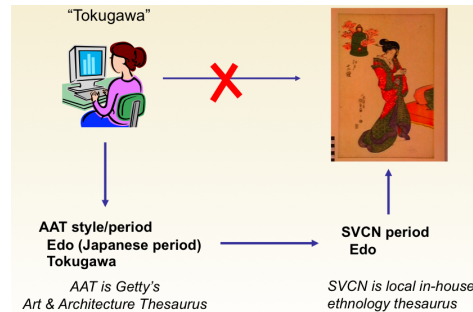 “Tokugawa”
AAT style/period
Edo (Japanese period)
Tokugawa
AAT is Getty’s
Art & Architecture Thesaurus
SVCN period
Edo
SVCN is local in-house
ethnology thesaurus